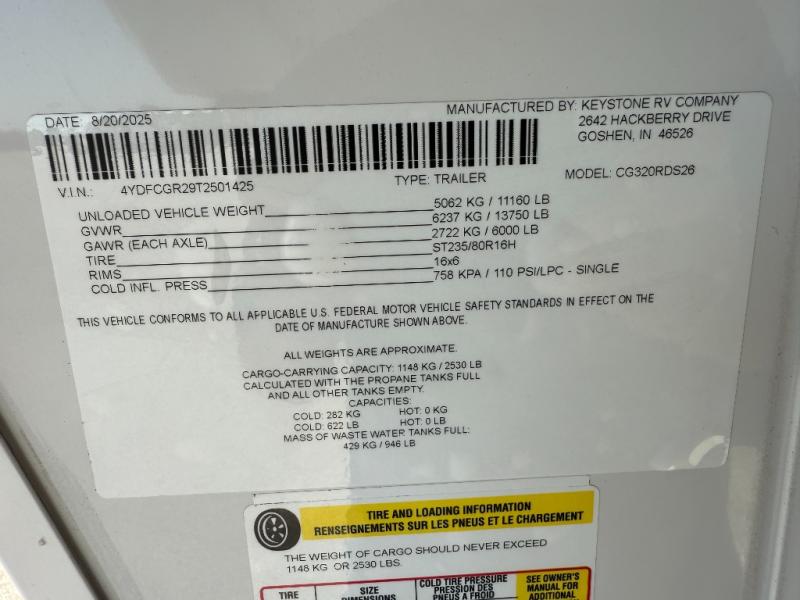 DATE: 8/20/2025 MANUFACTURED BY: KEYSTONE RV COMPANY
2642 HACKBERRY DRIVE
GOSHEN, IN 46526
V.I.N.: 4YDFCGR29T2501425 TYPE: TRAILER MODEL: CG320RDS26
UNLOADED VEHICLE WEIGHT 5062 KG / 11160 LB
GVWR 6237 KG / 13750 LB
GAWR (EACH AXLE) 2722 KG / 6000 LB
TIRE ST235/80R16H
RIMS 16x6
COLD INFL. PRESS 758 KPA / 110 PSI/LPC - SINGLE
THIS VEHICLE CONFORMS TO ALL APPLICABLE U.S. FEDERAL MOTOR VEHICLE SAFETY STANDARDS IN EFFECT ON THE
DATE OF MANUFACTURE SHOWN ABOVE.
ALL WEIGHTS ARE APPROXIMATE.
CARGO-CARRYING CAPACITY: 1148 KG / 2530 LB
CALCULATED WITH THE PROPANE TANKS FULL
AND ALL OTHER TANKS EMPTY.
CAPACITIES:
COLD: 282 KG HOT: 0 KG
COLD: 622 LB HOT: 0 LB
MASS OF WASTE WATER TANKS FULL:
429 KG / 946 LB
TIRE AND LOADING INFORMATION
RENSEIGNEMENTS SUR LES PNEUS ET LE CHARGEMENT
THE WEIGHT OF CARGO SHOULD NEVER EXCEED
1148 KG OR 2530 LBS.
TIRE
SIZE
DIMENSIONS
COLD TIRE PRESSURE
PRESSION DES
PNEUS A FROID
SEE OWNER'S
MANUAL FOR
ADDITIONAL